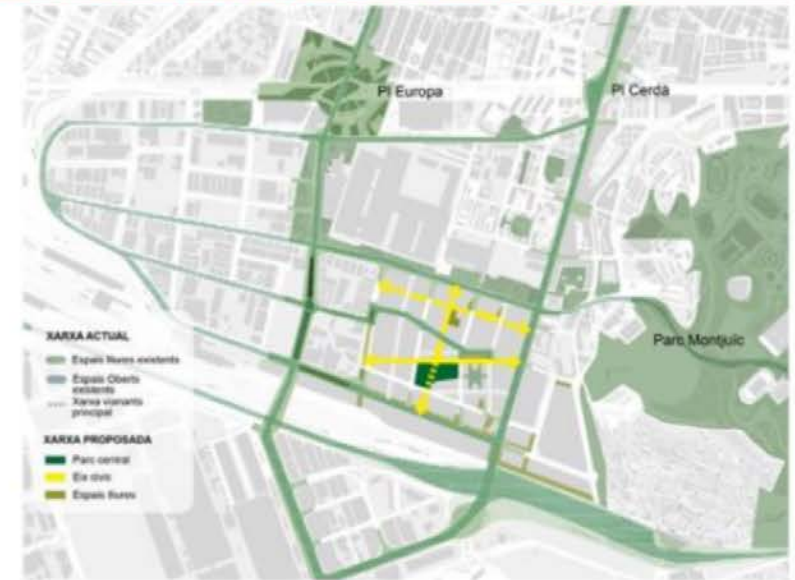 Pl Europa
Pl Cerdà
Parc Montjuïc
XARXA ACTUAL
Espais lliures existents
Espais Oberts
existents
Xarxa vianants
principal
XARXA PROPOSADA
Parc central
Eix cívic
Espais lliures